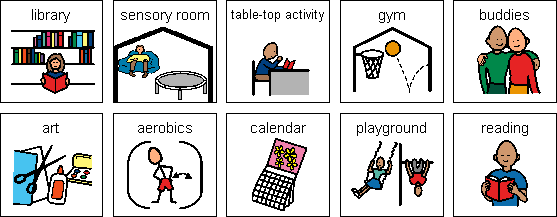 library
sensory room
table-top activity
gym
buddies
art
aerobics
calendar
playground
reading